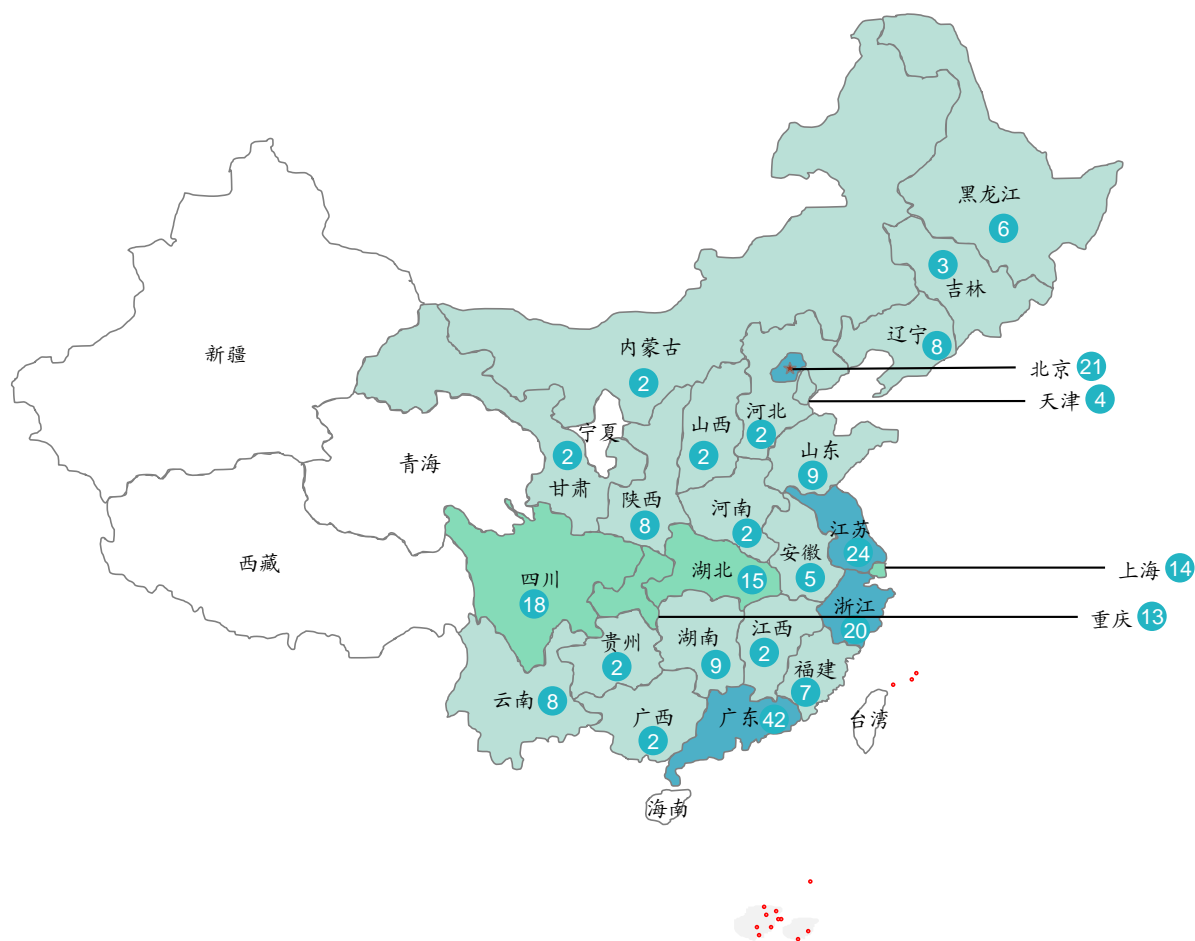 黑龙江
6
3
吉林
辽宁
8
内蒙古
2
北京 21
天津 4
新疆
宁夏
2
甘肃
山西
2
河北
2
山东
9
青海
陕西
8
河南
2
江苏
24
安徽
5
西藏
四川
18
湖北 15
上海 14
浙江
20
重庆 13
贵州
2
湖南
9
江西
2
福建
7
云南 8
广西
2
广东 42
台湾
海南